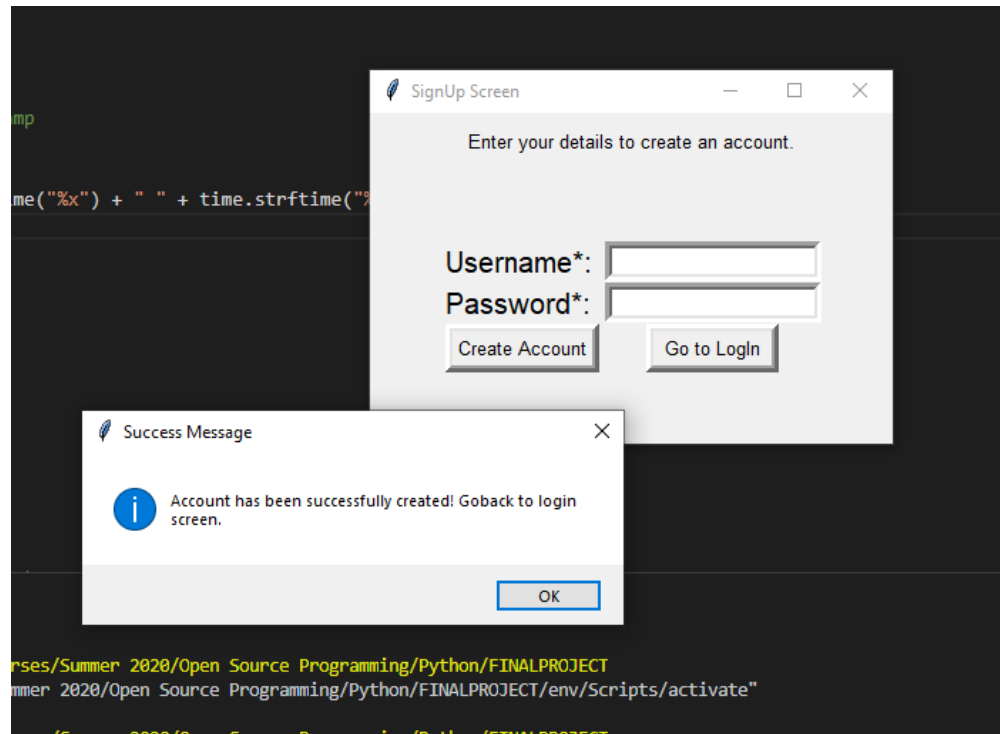 mp
me("%x") + " " + time.strftime("%
SignUp Screen
Enter your details to create an account.
Username*:
Password*:
Create Account
Go to LogIn
Success Message
Account has been successfully created! Goback to login
screen.
OK
rses/Summer 2020/Open Source Programming/Python/FINALPROJECT
mmer 2020/Open Source Programming/Python/FINALPROJECT/env/Scripts/activate"